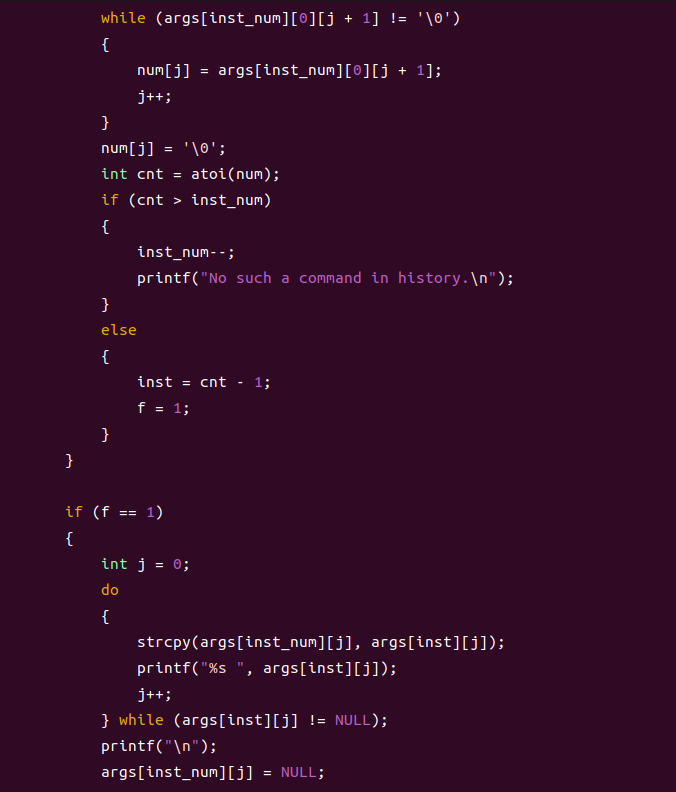 while (args[inst_num][0][j + 1] != '\0')
{
num[j] = args[inst_num][0][j + 1];
j++;
}
num[j] = '\0';
int cnt = atoi(num);
if (cnt > inst_num)
{
inst_num--;
printf("No such a command in history.\n");
}
else
{
inst = cnt - 1;
f = 1;
}
}
if (f == 1)
{
int j = 0;
do
{
strcpy(args[inst_num][j], args[inst][j]);
printf("%s ", args[inst][j]);
j++;
} while (args[inst][j] != NULL);
printf("\n");
args[inst_num][j] = NULL;